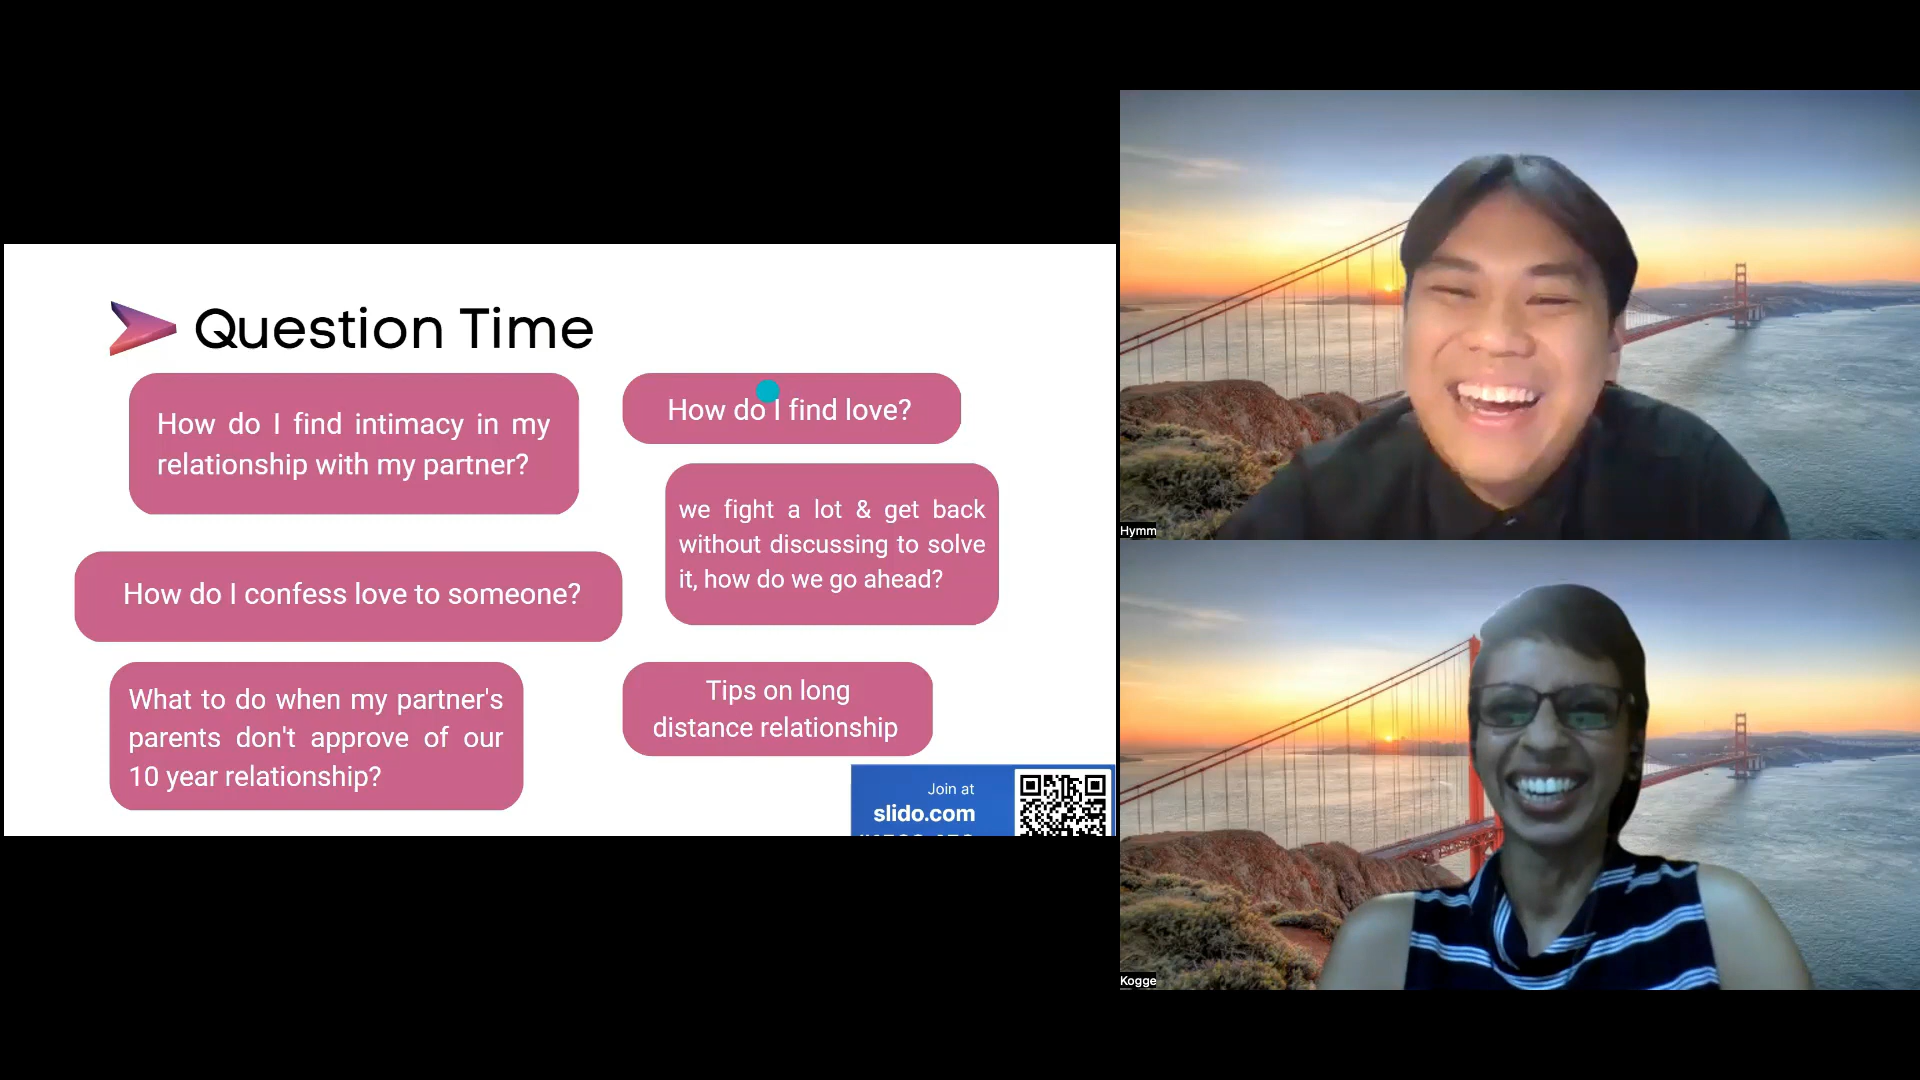 Question Time
How do I find intimacy in my
relationship with my partner?
How do I find love?
we fight a lot & get back
without discussing to solve
it, how do we go ahead?
How do I confess love to someone?
What to do when my partner's
parents don't approve of our
10 year relationship?
Tips on long
distance relationship
Join at
slido.com
Hymm
Kogge